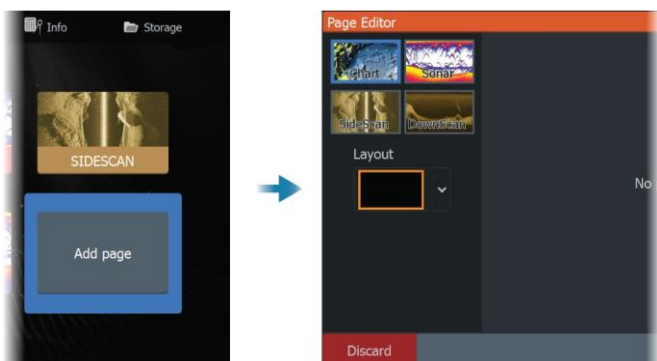 Info
Storage
SIDESCAN
Add page
Page Editor
Chart
Sonar
SideScan
DownScan
Layout
No
Discard